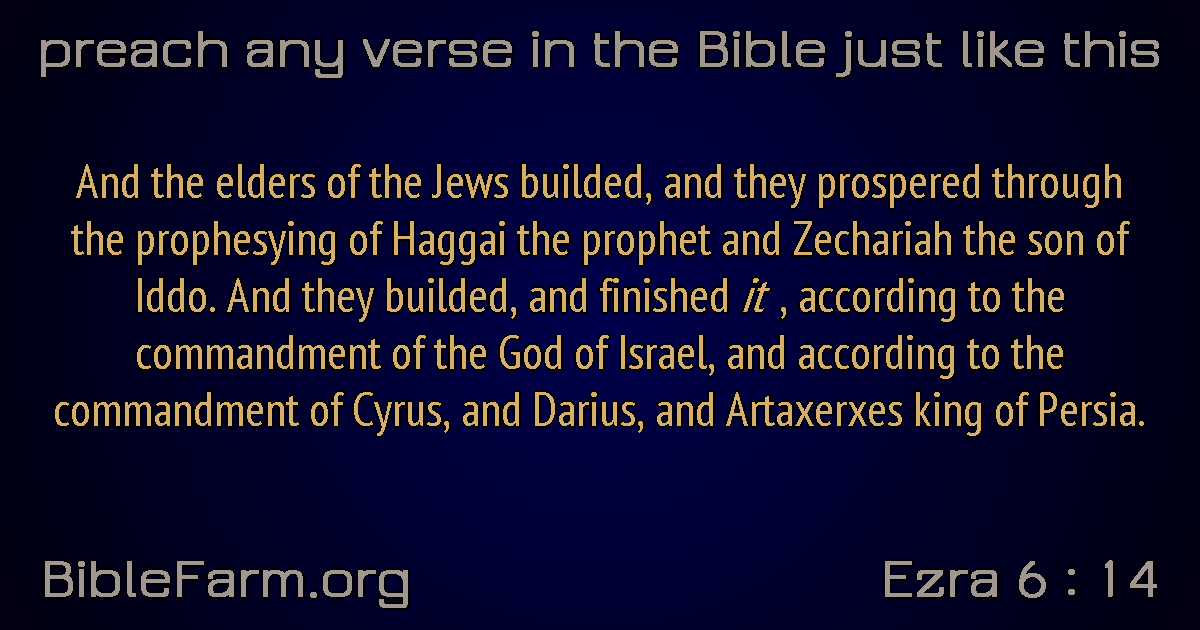 preach any verse in the Bible just like this
And the elders of the Jews builded, and they prospered through
the prophesying of Haggai the prophet and Zechariah the son of
Iddo. And they builded, and finished it , according to the
commandment of the God of Israel, and according to the
commandment of Cyrus, and Darius, and Artaxerxes king of Persia.
BibleFarm.org
Ezra 6 : 14